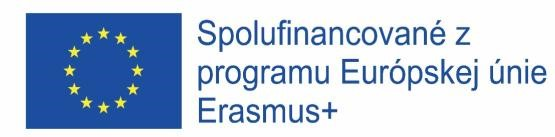 Spolufinancované z
programu Európskej únie
Erasmus+